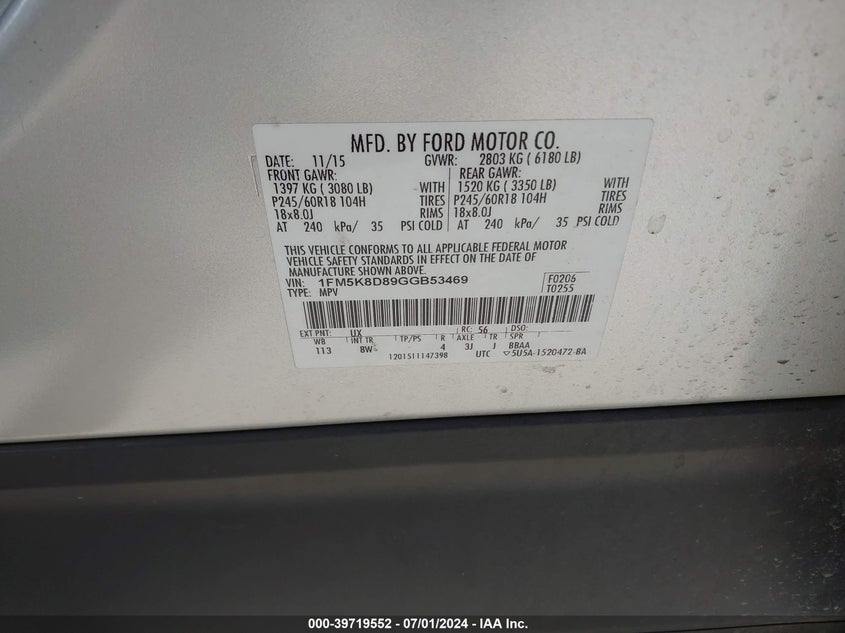 MFD. BY FORD MOTOR CO.
DATE: 11/15 GVWR: 2803 KG ( 6180 LB)
FRONT GAWR: REAR GAWR:
1397 KG ( 3080 LB) WITH 1520 KG ( 3350 LB) WITH
P245/60R18 104H TIRES P245/60R18 104H TIRES
18x8.0J RIMS 18x8.0J RIMS
AT 240 kPa/ 35 PSI COLD AT 240 kPa/ 35 PSI COLD
THIS VEHICLE CONFORMS TO ALL APPLICABLE FEDERAL MOTOR
VEHICLE SAFETY STANDARDS IN EFFECT ON THE DATE OF
MANUFACTURE SHOWN ABOVE.
VIN: 1FM5K8D89GGB53469 F0206
TYPE: MPV T0255
EXT PNT: UX RC: 56 DSO:
WB INT TR TP/PS R AXLE TR SPR
113 8W 4 3J J BBAA
1201511147398 UTC 5U5A-1520472-BA
000-39719552 - 07/01/2024 - IAA Inc.